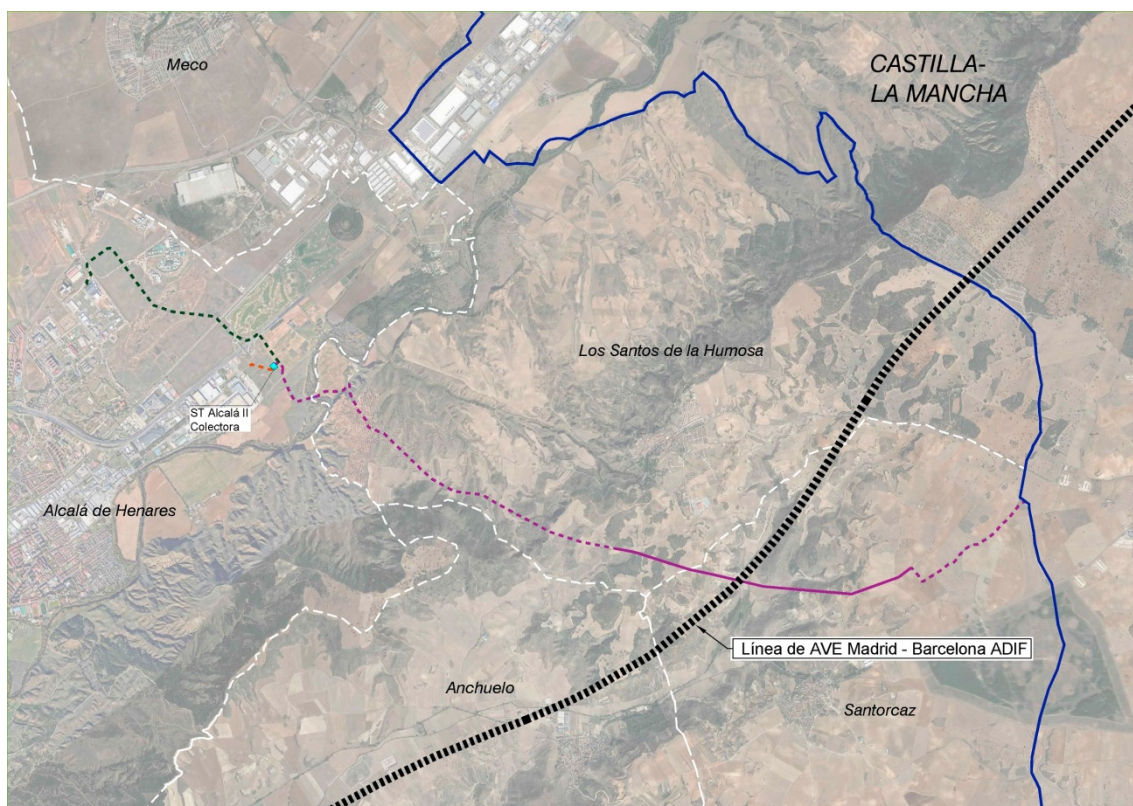 Meco
CASTILLA-
LA MANCHA
Los Santos de la Humosa
ST Alcalá II
Colectora
Alcalá de Henares
Línea de AVE Madrid - Barcelona ADIF
Anchuelo
Santorcaz